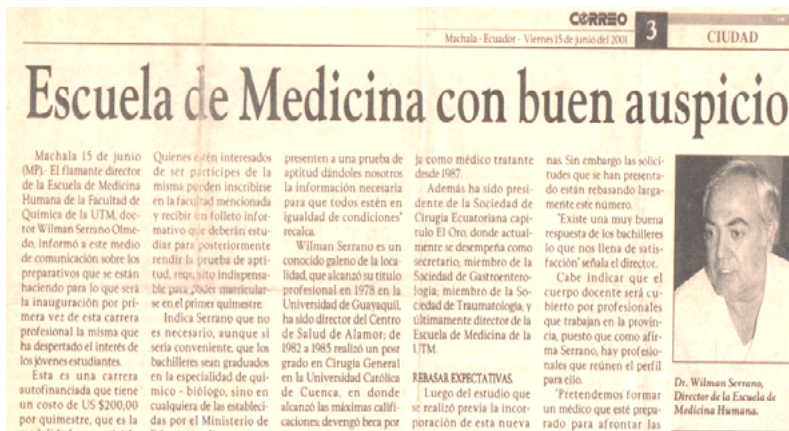 CORREO
Machala - Ecuador - Viernes 15 de junio del 2001
3
CIUDAD
Escuela de Medicina con buen auspicio
Machala 15 de junio
(MP).- El flamante director
de la Escuela de Medicina
Humana de la Facultad de
Química de la UTM, doc-
tor Wilman Serrano Olme-
do, informó a este medio
de comunicación sobre los
preparativos que se están
haciendo para lo que será
la inauguración por pri-
mera vez de esta carrera
profesional la misma que
ha despertado el interés de
los jóvenes estudiantes.
Esta es una carrera
autofinanciada que tiene
un costo de US $200,00
por quimestre, que es la
Quienes estén interesados
de ser partícipes de la
misma pueden inscribirse
en la facultad mencionada
y recibir un folleto infor-
mativo que deberán estu-
diar para posteriormente
rendir la prueba de apti-
tud, requisito indispensa-
ble para poder matricular-
se en el primer quimestre.
Indica Serrano que no
es necesario, aunque si
sería conveniente, que los
bachilleres sean graduados
en la especialidad de quí-
mico - biólogo, sino en
cualquiera de las estableci-
das por el Ministerio de
presenten a una prueba de
aptitud dándoles nosotros
la información necesaria
para que todos estén en
igualdad de condiciones"
recalca.
Wilman Serrano es un
conocido galeno de la loca-
lidad, que alcanzó su título
profesional en 1978 en la
Universidad de Guayaquil,
ha sido director del Centro
de Salud de Alamor; de
1982 a 1985 realizó un post
grado en Cirugía General
en la Universidad Católica
de Cuenca, en donde
alcanzó las máximas califi-
caciones; devengó beca por
ja como médico tratante
desde 1987.
Además ha sido presi-
dente de la Sociedad de
Cirugía Ecuatoriana capí-
tulo El Oro, donde actual-
mente se desempeña como
secretario, miembro de la
Sociedad de Gastroentero-
logía; miembro de la So-
ciedad de Traumatología; y
últimamente director de la
Escuela de Medicina de la
UTM.
REBASAR EXPECTATIVAS.
Luego del estudio que
se realizó previa la incor-
poración de esta nueva
nas. Sin embargo las solici-
tudes que se han presenta-
do están rebasando larga-
mente este número.
"Existe una muy buena
respuesta de los bachilleres
lo que nos llena de satis-
facción" señala el director.
Cabe indicar que el
cuerpo docente será cu-
bierto por profesionales
que trabajan en la provin-
cia, puesto que como afir-
ma Serrano, hay profesio-
nales que reúnen el perfil
para ello.
"Pretendemos formar
un médico que esté prepa-
rado para afrontar las
Dr. Wilman Serrano,
Director de la Escuela de
Medicina Humana.